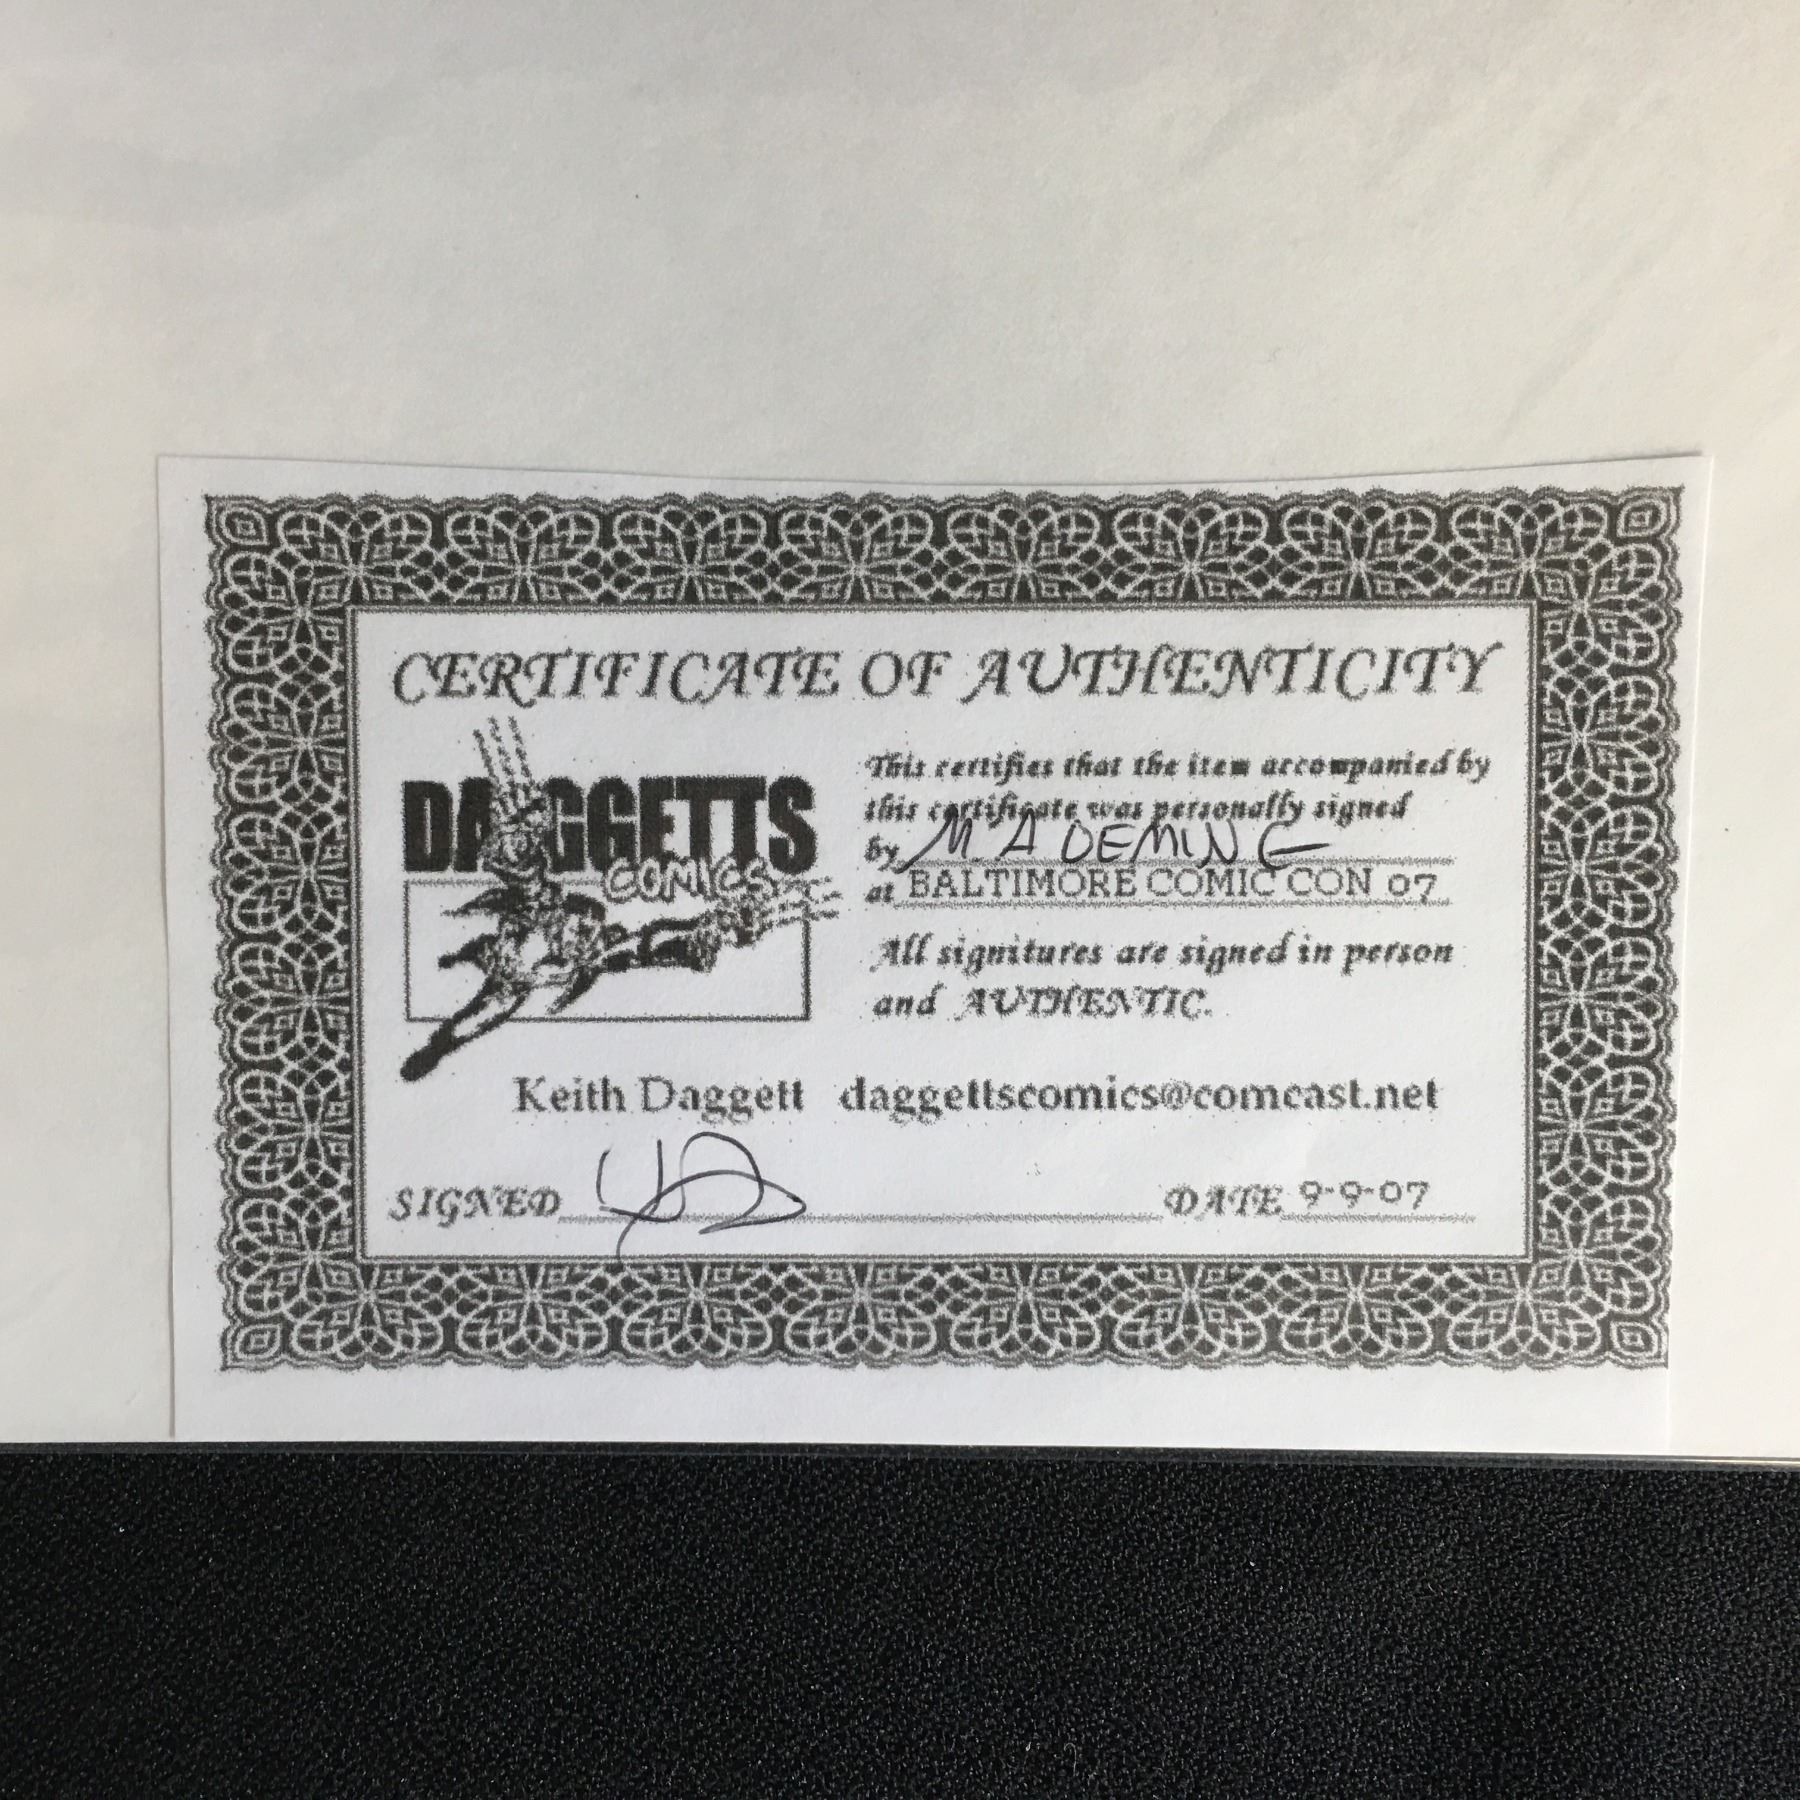 CERTIFICATE OF AUTHENTICITY
DAGGETTS
COMICS
This certifies that the item accompanied by
this certificate was personally signed
by M.A DEMING
at BALTIMORE COMIC CON 07
All signitures are signed in person
and AUTHENTIC.
Keith Daggett daggettscomics@comcast.net
SIGNED DATE 9-9-07